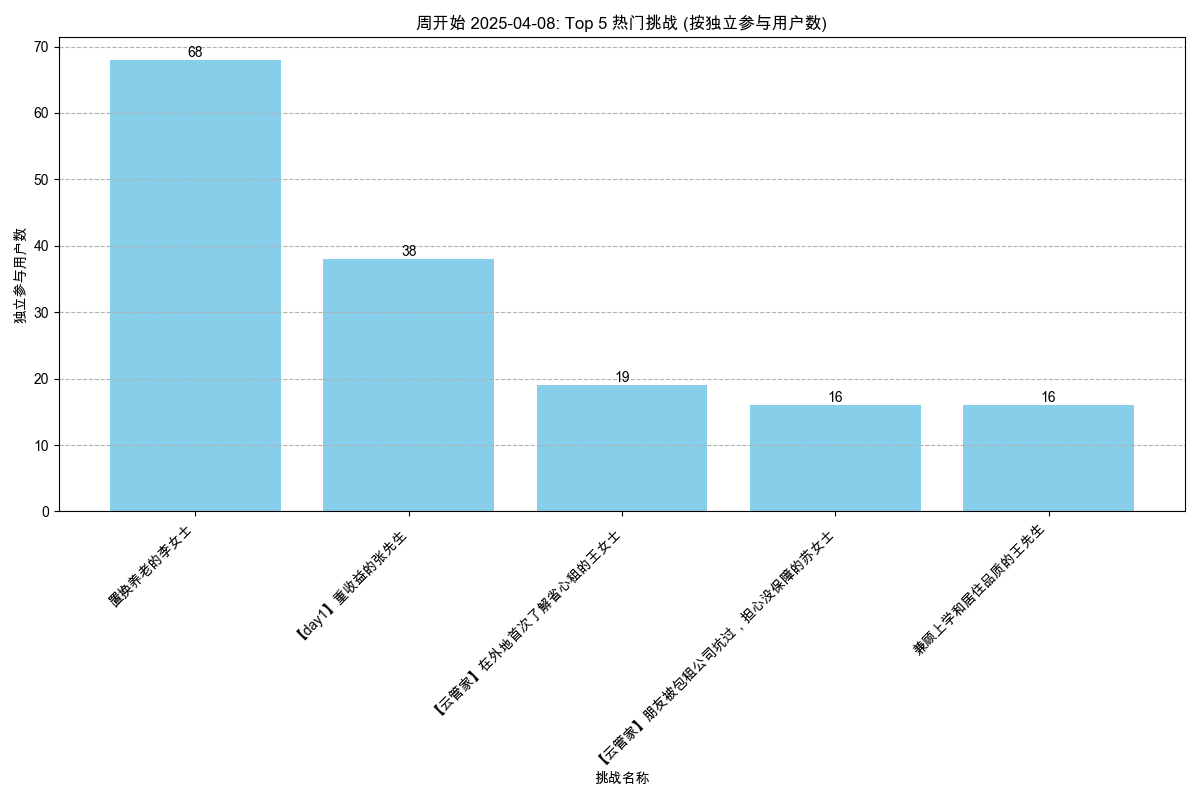 周开始 2025-04-08: Top 5 热门挑战 (按独立参与用户数)
独立参与用户数
70
60
50
40
30
20
10
0
68
38
19
16
16
置换养老的李女士
【day1】重收益的张先生
【云管家】在外地首次了解省心租的王女士
【云管家】朋友被包租公司坑过，担心没保障的苏女士
兼顾上学和居住品质的王先生
挑战名称